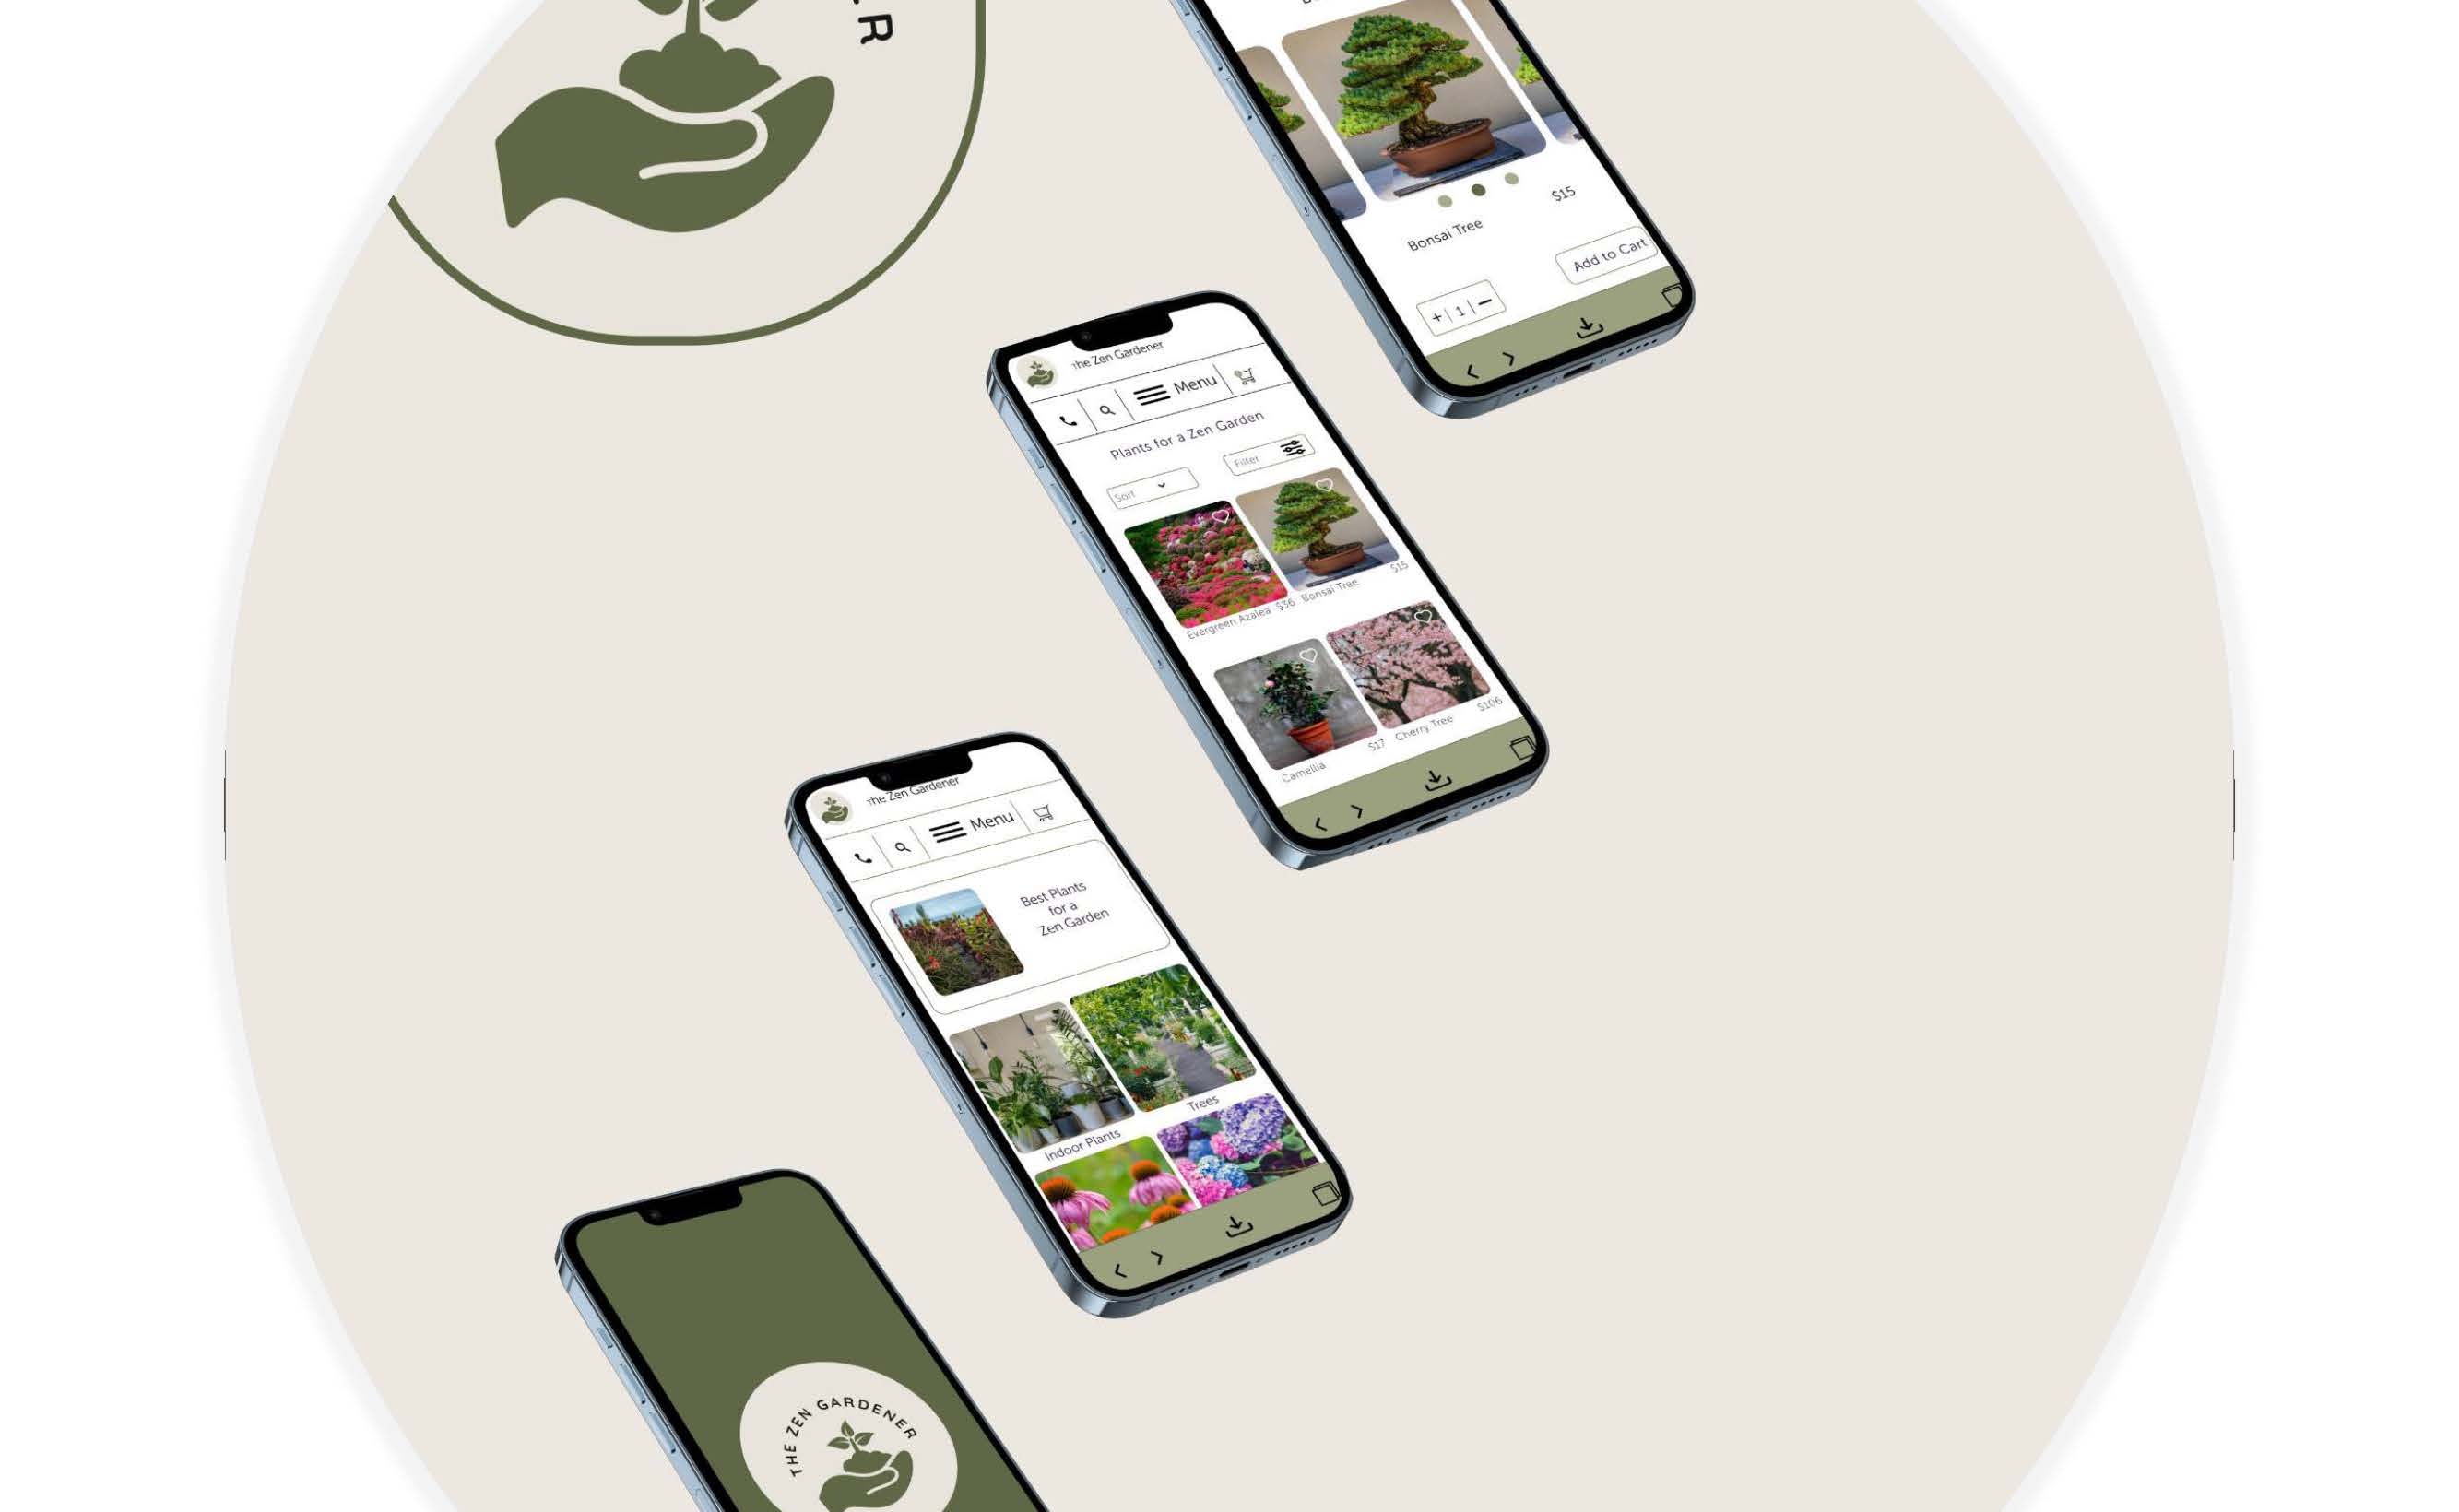 R
$15
Bonsai Tree
Add to Cart
+ | 1 | −
The Zen Gardener
Menu
Plants for a Zen Garden
Sort
Filter
Evergreen Azalea $36
Bonsai Tree $15
Camellia $17
Cherry Tree $106
The Zen Gardener
Menu
Best Plants
for a
Zen Garden
Indoor Plants
Trees
THE ZEN GARDENER